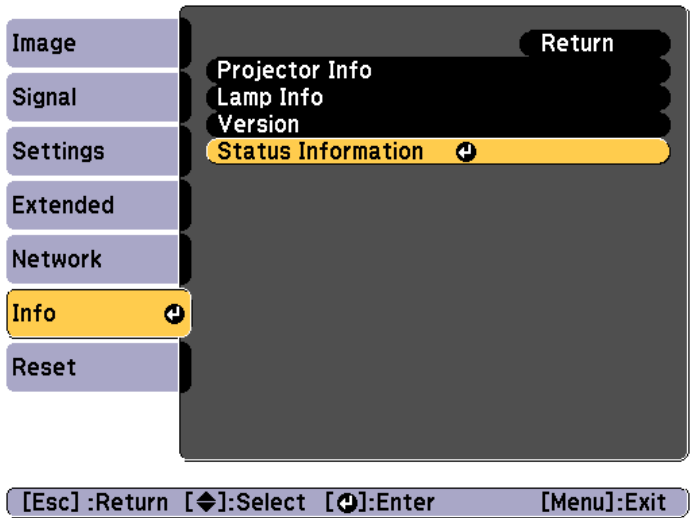 Image
Signal
Settings
Extended
Network
Info
Reset
Return
Projector Info
Lamp Info
Version
Status Information
[Esc] :Return [◆]:Select [↵]:Enter [Menu]:Exit